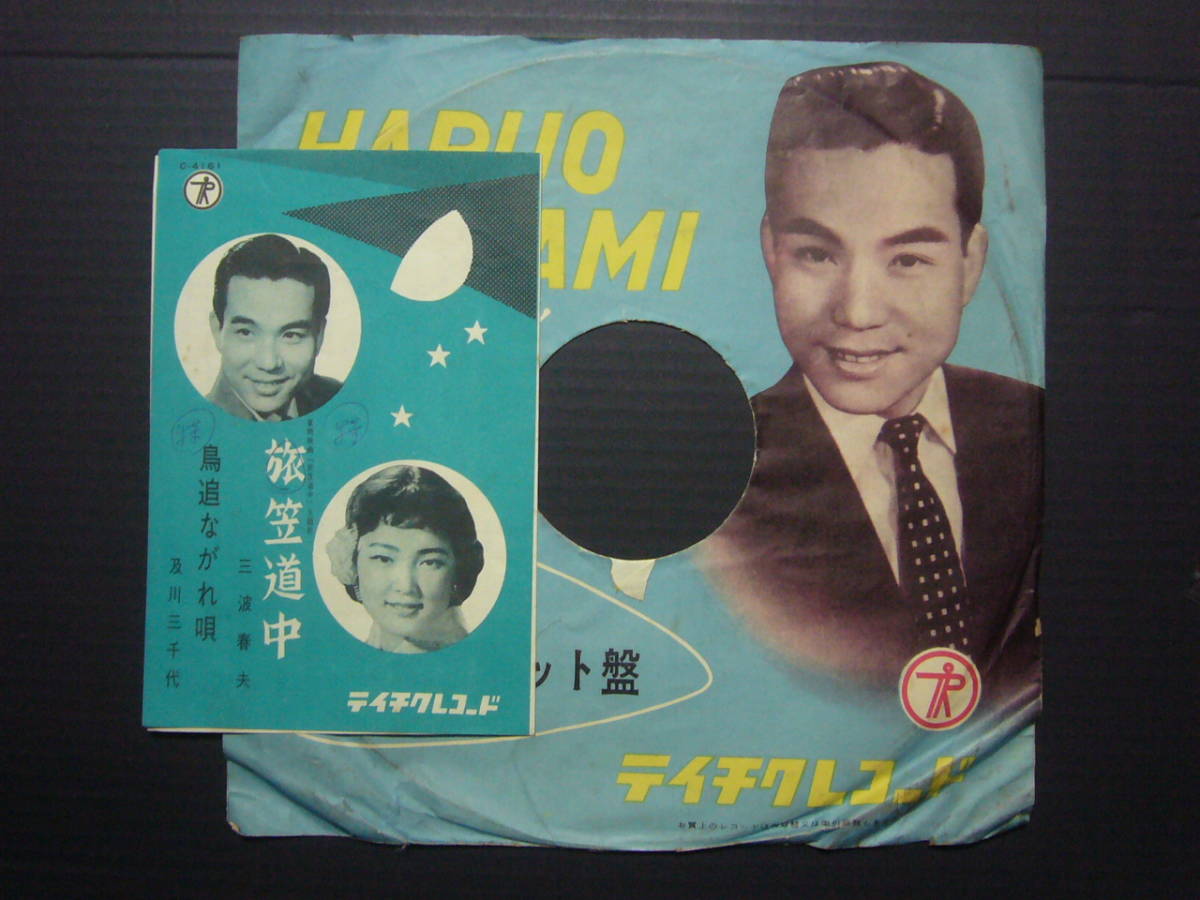 HARUO
AMI
C-4161
旅笠道中
三波春夫
鳥追ながれ唄
及川三千代
テイチクレコード
ット盤
テイチクレコード